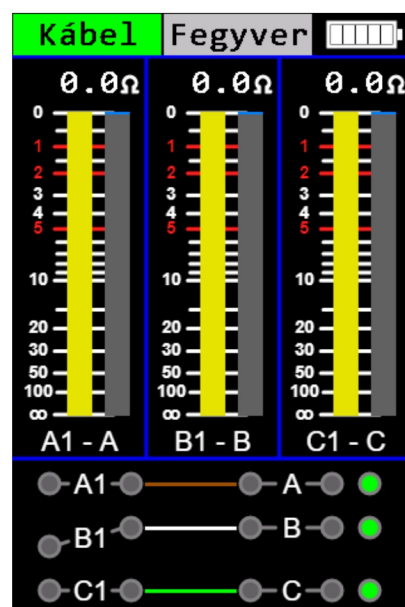 Kábel Fegyver
0.0Ω 0.0Ω 0.0Ω
0 0 0
1 1 1
2 2 2
3 3 3
4 4 4
5 5 5
10 10 10
20 20 20
30 30 30
50 50 50
100 100 100
∞ ∞ ∞
A1 - A B1 - B C1 - C
A1 A
B1 B
C1 C